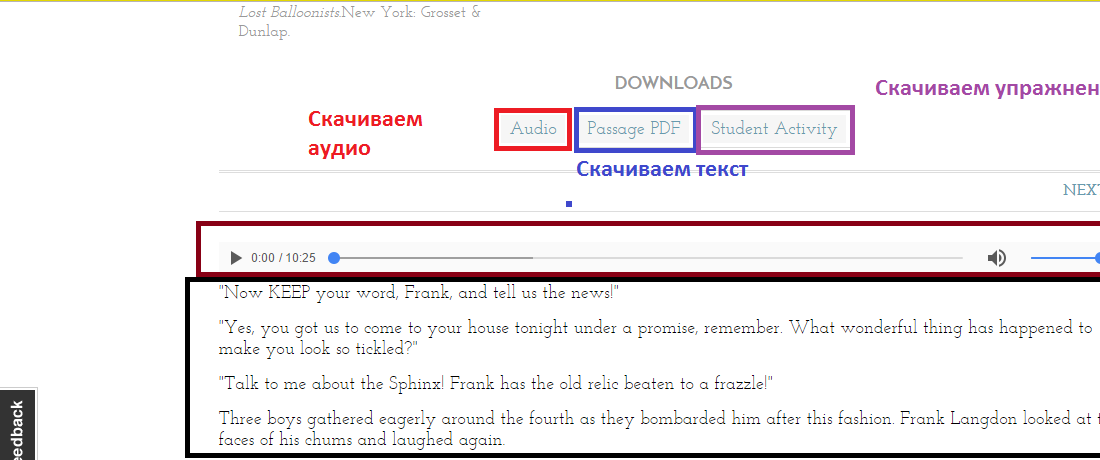 Lost Balloonists.New York: Grosset &
Dunlap.
DOWNLOADS
Скачиваем упражнен
Скачиваем
аудио
Audio
Passage PDF
Student Activity
Скачиваем текст
NEXT
0:00 / 10:25
"Now KEEP your word, Frank, and tell us the news!"
"Yes, you got us to come to your house tonight under a promise, remember. What wonderful thing has happened to
make you look so tickled?"
"Talk to me about the Sphinx! Frank has the old relic beaten to a frazzle!"
Three boys gathered eagerly around the fourth as they bombarded him after this fashion. Frank Langdon looked at t
faces of his chums and laughed again.
eedback